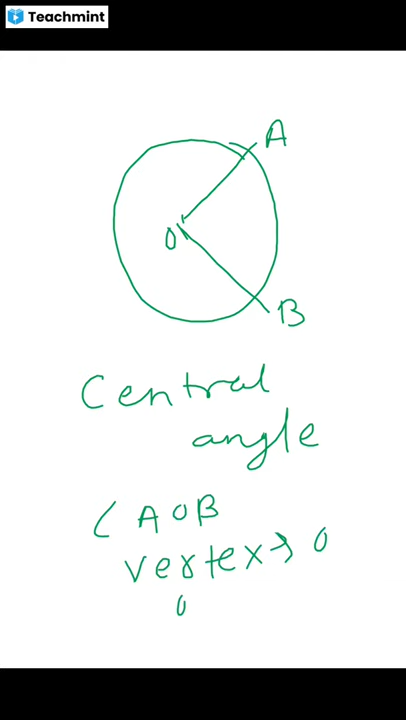 Teachmint
A
O
B
Central
angle
( AOB
vertex → O
O